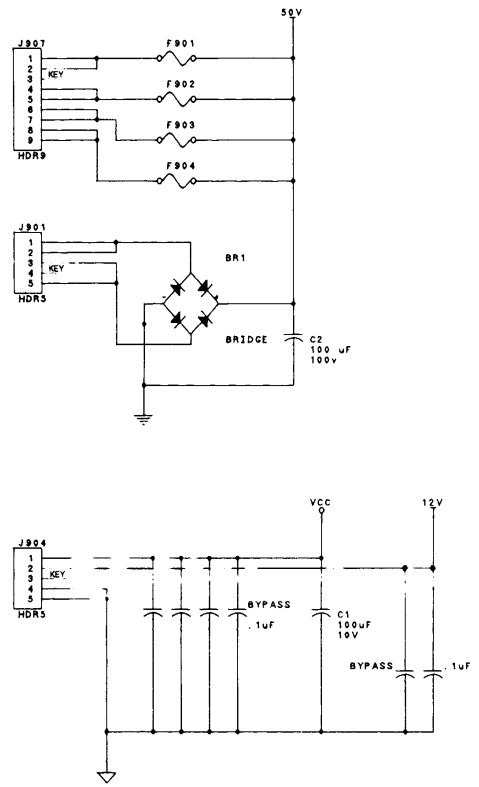 50V
J907
F901
1
2
KEY
3
F902
4
5
6
F903
7
8
9
HDR9
F904
J901
1
2
3
KEY
4
5
HDR5
BR1
-
+
BRIDGE
C2
100 uF
100v
VCC
12V
J904
1
2
KEY
3
4
5
HDR5
BYPASS
.1uF
C1
100uF
10V
BYPASS
.1uF